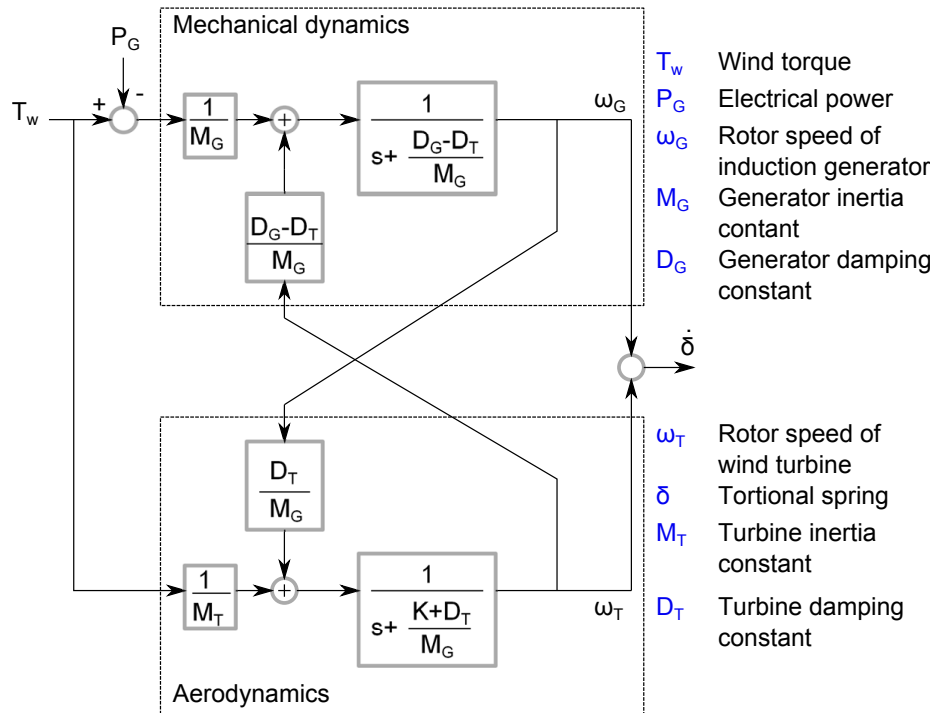 Mechanical dynamics
P_G
T_w
+
-
1
M_G
+
1
s+ D_G-D_T
M_G
D_G-D_T
M_G
ω_G
δ̇
D_T
M_G
1
M_T
+
1
s+ K+D_T
M_G
ω_T
Aerodynamics
T_w Wind torque
P_G Electrical power
ω_G Rotor speed of
induction generator
M_G Generator inertia
contant
D_G Generator damping
constant
ω_T Rotor speed of
wind turbine
δ Tortional spring
M_T Turbine inertia
constant
D_T Turbine damping
constant